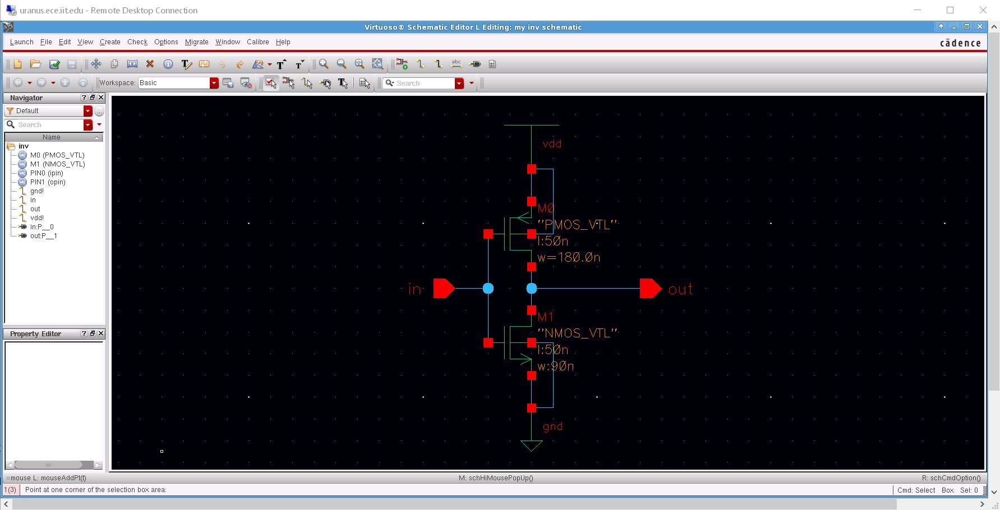 uranus.ece.iit.edu - Remote Desktop Connection
Virtuoso® Schematic Editor L Editing: my inv schematic
Launch File Edit View Create Check Options Migrate Window Calibre Help
cādence
abc
Workspace: Basic
Search
Navigator
Default
Search
Name
inv
M0 (PMOS_VTL)
M1 (NMOS_VTL)
PIN0 (ipin)
PIN1 (opin)
gnd!
in
out
vdd!
in:P__0
out:P__1
Property Editor
vdd
M0
"PMOS_VTL"
l:50n
w=180.0n
in
out
M1
"NMOS_VTL"
l:50n
w:90n
gnd
mouse L: mouseAddPt(t)
M: schHiMousePopUp()
R: schCmdOption()
1(3) Point at one corner of the selection box area:
Cmd: Select Box Sel: 0